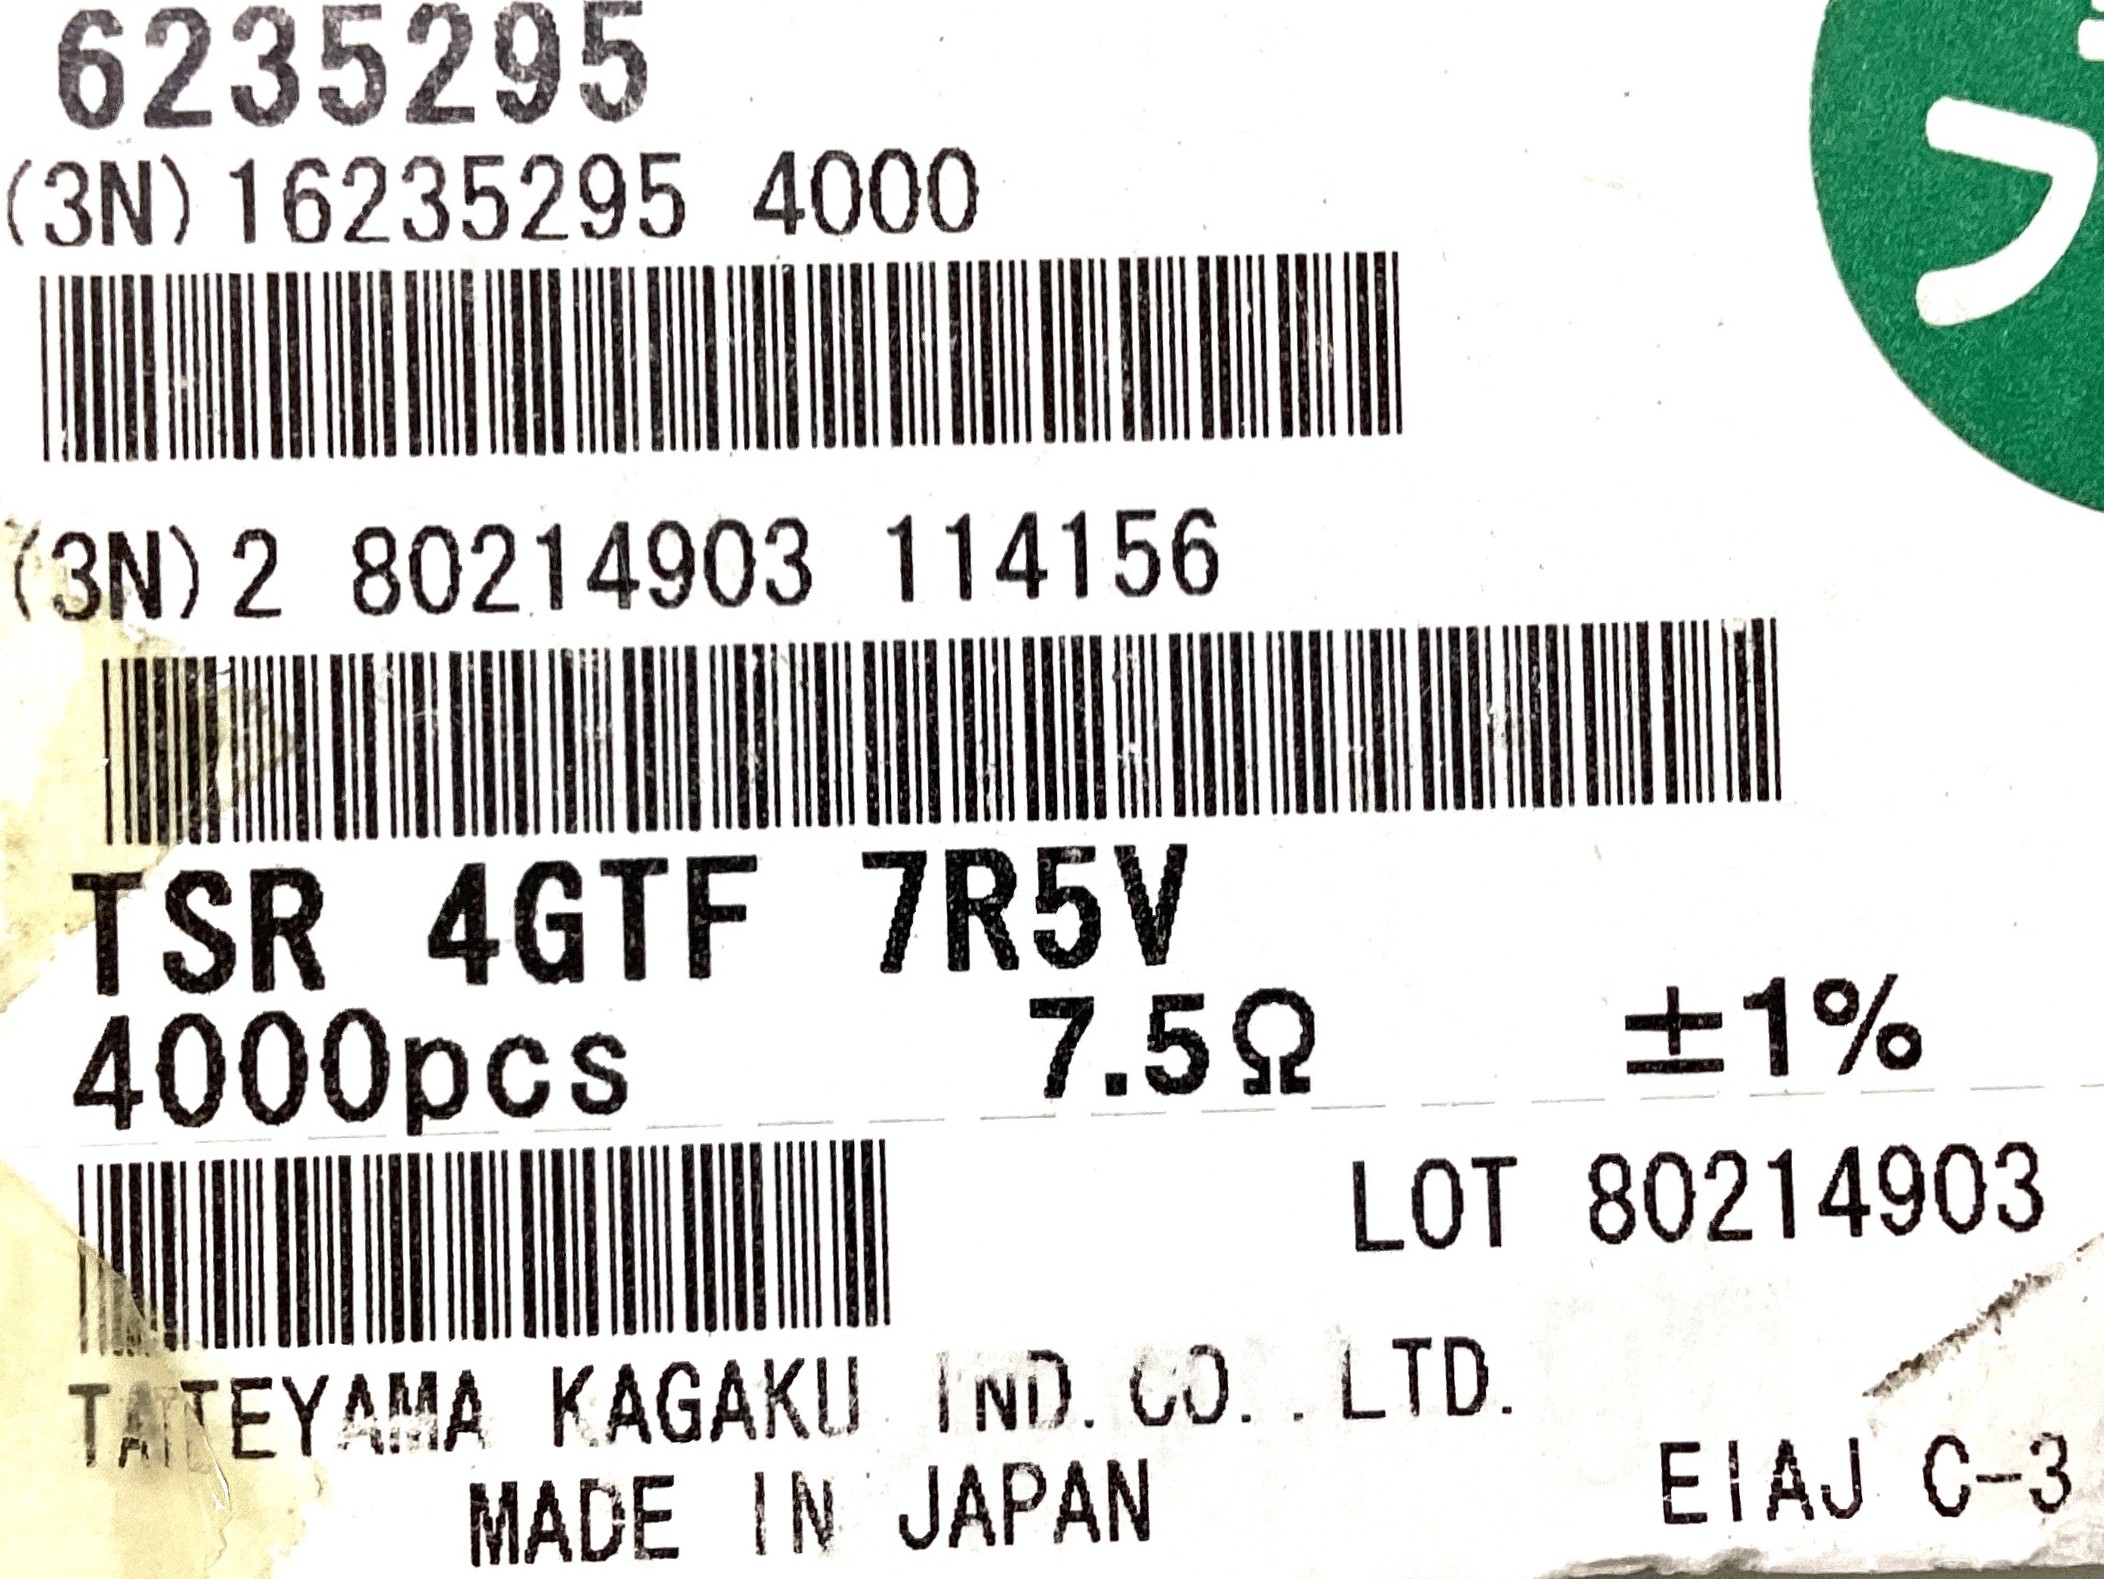 6235295
(3N)16235295 4000
(3N)2 80214903 114156
TSR 4GTF 7R5V
4000pcs 7.5Ω ±1%
LOT 80214903
TATEYAMA KAGAKU IND.CO..LTD.
MADE IN JAPAN
EIAJ C-3